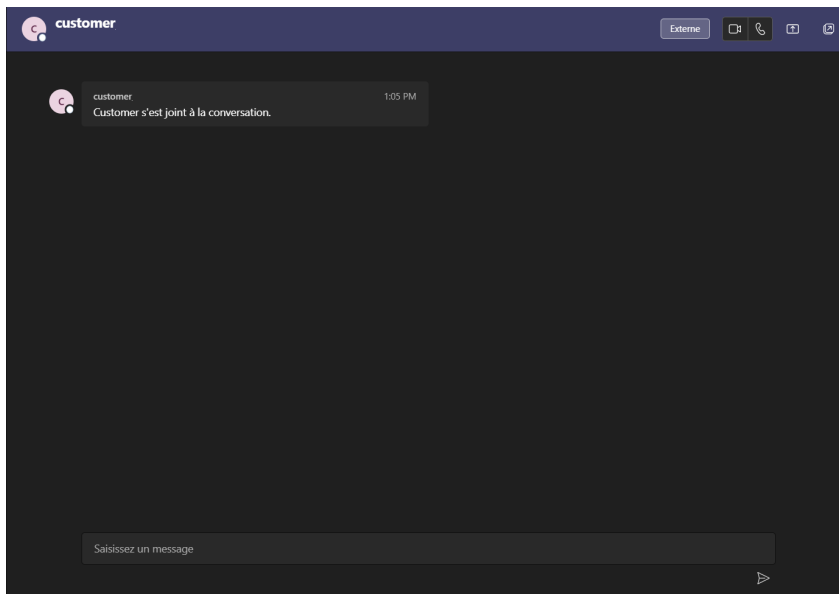 C
customer
Externe
C
customer
1:05 PM
Customer s'est joint à la conversation.
Saisissez un message